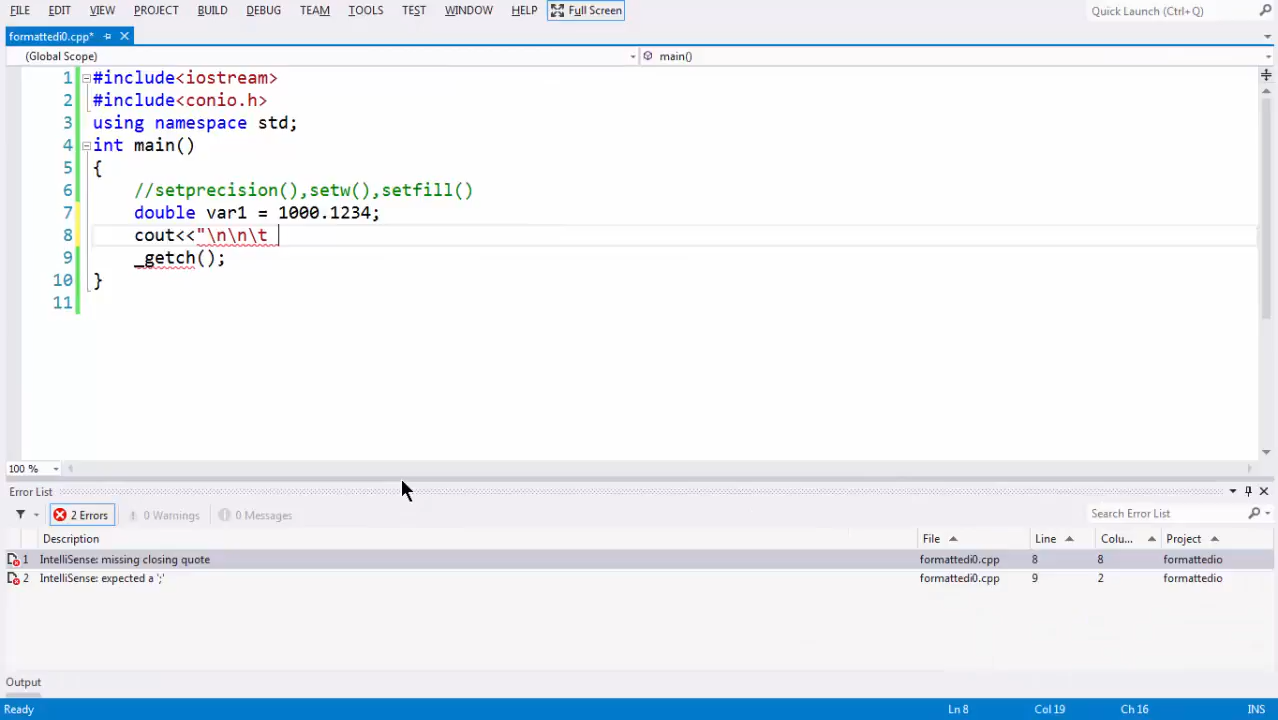 FILE EDIT VIEW PROJECT BUILD DEBUG TEAM TOOLS TEST WINDOW HELP Full Screen Quick Launch (Ctrl+Q)
formattedi0.cpp*
(Global Scope) main()
1 #include<iostream>
2 #include<conio.h>
3 using namespace std;
4 int main()
5 {
6 //setprecision(),setw(),setfill()
7 double var1 = 1000.1234;
8 cout<<"\n\n\t
9 _getch();
10 }
11
100 %
Error List
2 Errors 0 Warnings 0 Messages Search Error List
Description File Line Colu... Project
1 IntelliSense: missing closing quote formattedi0.cpp 8 8 formattedio
2 IntelliSense: expected a ';' formattedi0.cpp 9 2 formattedio
Output
Ready Ln 8 Col 19 Ch 16 INS